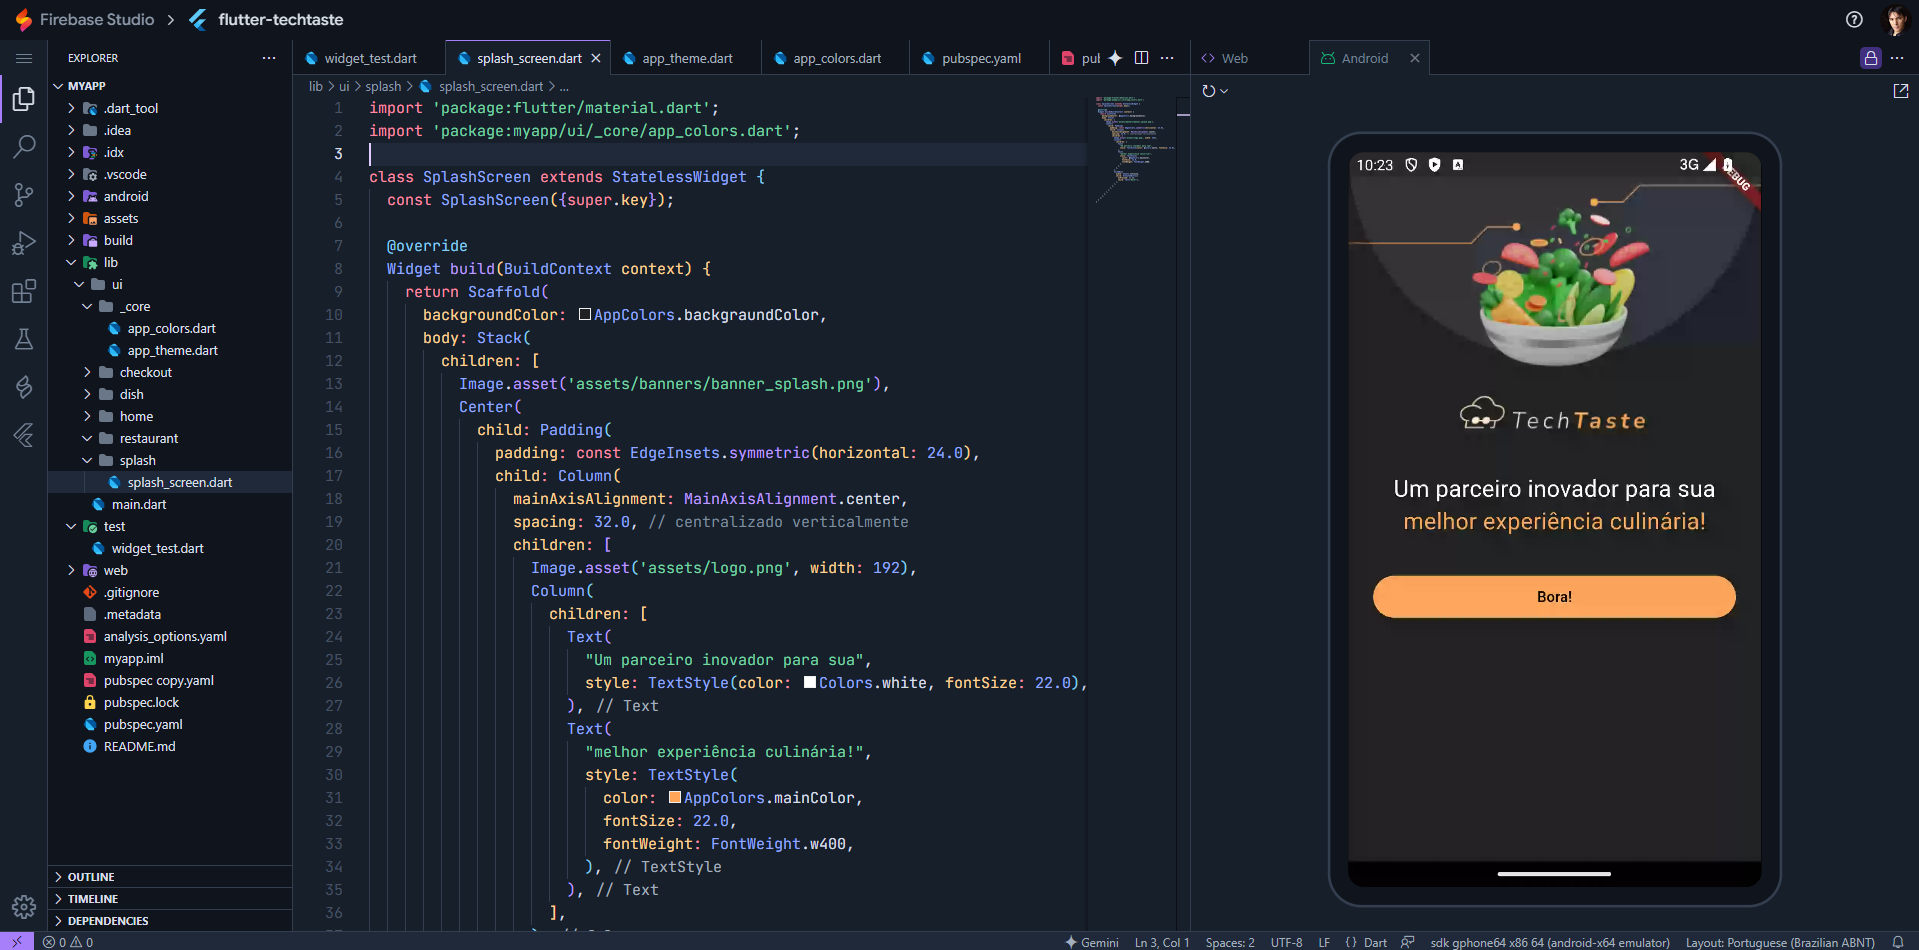 Firebase Studio > flutter-techtaste
EXPLORER
MYAPP
.dart_tool
.idea
.idx
.vscode
android
assets
build
lib
ui
_core
app_colors.dart
app_theme.dart
checkout
dish
home
restaurant
splash
splash_screen.dart
main.dart
test
widget_test.dart
web
.gitignore
.metadata
analysis_options.yaml
myapp.iml
pubspec copy.yaml
pubspec.lock
pubspec.yaml
README.md
OUTLINE
TIMELINE
DEPENDENCIES
widget_test.dart
splash_screen.dart
app_theme.dart
app_colors.dart
pubspec.yaml
pul
lib > ui > splash > splash_screen.dart > ...
1 import 'package:flutter/material.dart';
2 import 'package:myapp/ui/_core/app_colors.dart';
3
4 class SplashScreen extends StatelessWidget {
5 const SplashScreen({super.key});
6
7 @override
8 Widget build(BuildContext context) {
9 return Scaffold(
10 backgroundColor: AppColors.backgraundColor,
11 body: Stack(
12 children: [
13 Image.asset('assets/banners/banner_splash.png'),
14 Center(
15 child: Padding(
16 padding: const EdgeInsets.symmetric(horizontal: 24.0),
17 child: Column(
18 mainAxisAlignment: MainAxisAlignment.center,
19 spacing: 32.0, // centralizado verticalmente
20 children: [
21 Image.asset('assets/logo.png', width: 192),
22 Column(
23 children: [
24 Text(
25 "Um parceiro inovador para sua",
26 style: TextStyle(color: Colors.white, fontSize: 22.0),
27 ), // Text
28 Text(
29 "melhor experiência culinária!",
30 style: TextStyle(
31 color: AppColors.mainColor,
32 fontSize: 22.0,
33 fontWeight: FontWeight.w400,
34 ), // TextStyle
35 ), // Text
36 ],
Web
Android
10:23
3G
TechTaste
Um parceiro inovador para sua
melhor experiência culinária!
Bora!
0 0
Gemini
Ln 3, Col 1
Spaces: 2
UTF-8
LF
{ } Dart
sdk gphone64 x86 64 (android-x64 emulator)
Layout: Portuguese (Brazilian ABNT)